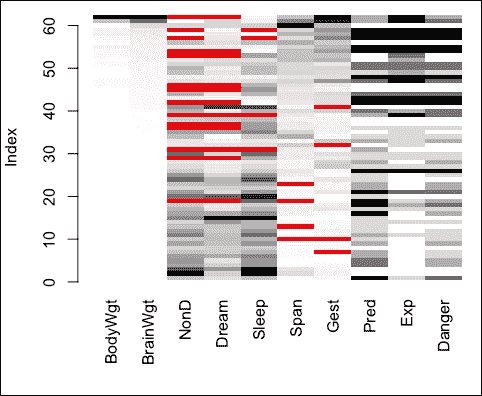 60
50
40
30
20
10
0
Index
BodyWgt
BrainWgt
NonD
Dream
Sleep
Span
Gest
Pred
Exp
Danger